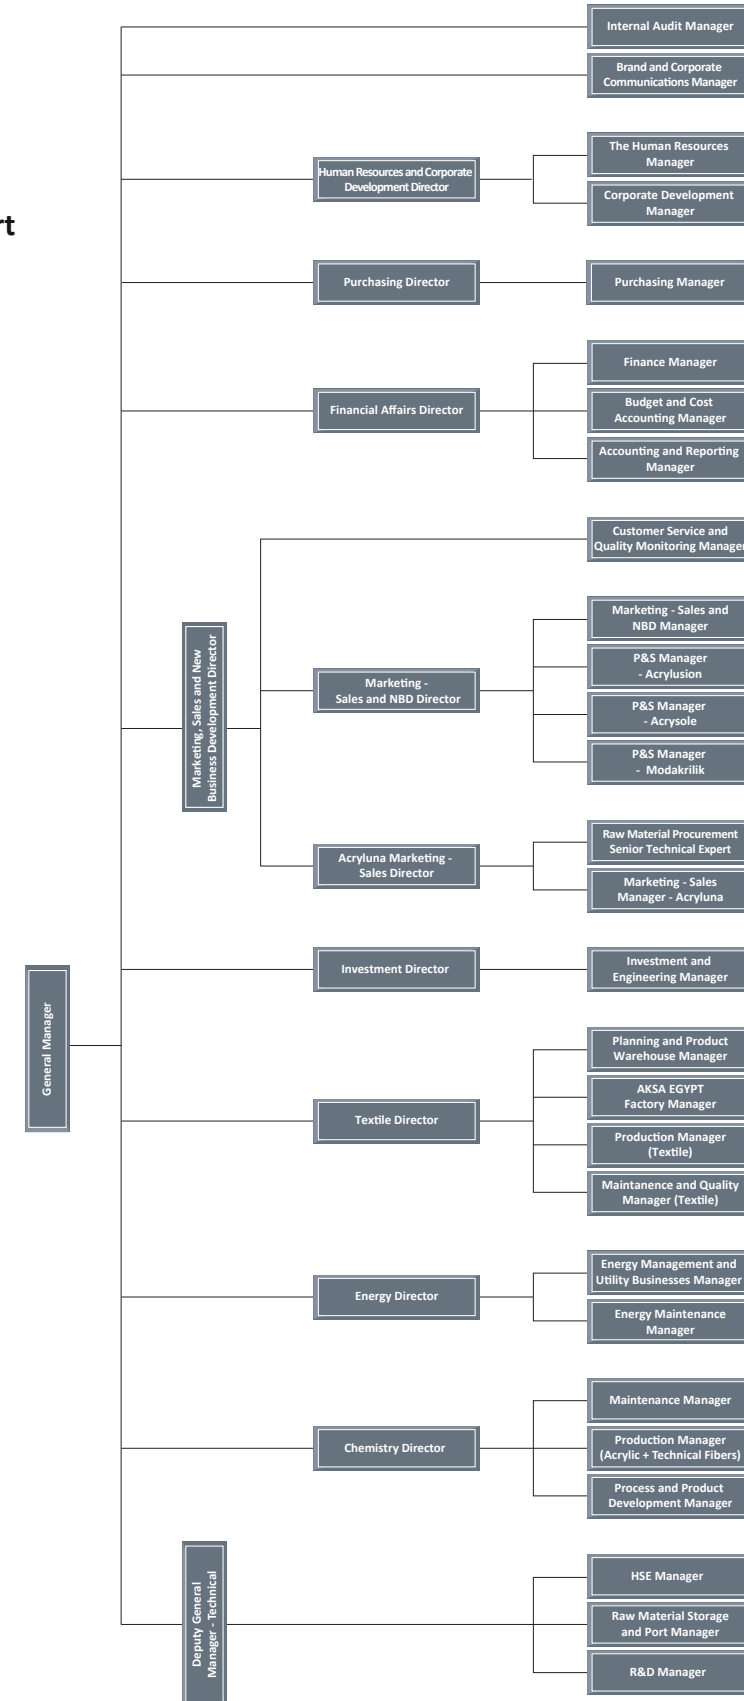 Internal Audit Manager
Brand and Corporate
Communications Manager
Human Resources and Corporate
Development Director
The Human Resources
Manager
Corporate Development
Manager
rt
Purchasing Director
Purchasing Manager
Financial Affairs Director
Finance Manager
Budget and Cost
Accounting Manager
Accounting and Reporting
Manager
Marketing, Sales and New
Business Development Director
Customer Service and
Quality Monitoring Manager
Marketing -
Sales and NBD Director
Marketing - Sales and
NBD Manager
P&S Manager
- Acrylusion
P&S Manager
- Acrysole
P&S Manager
- Modakrilik
Acryluna Marketing -
Sales Director
Raw Material Procurement
Senior Technical Expert
Marketing - Sales
Manager - Acryluna
General Manager
Investment Director
Investment and
Engineering Manager
Textile Director
Planning and Product
Warehouse Manager
AKSA EGYPT
Factory Manager
Production Manager
(Textile)
Maintanence and Quality
Manager (Textile)
Energy Director
Energy Management and
Utility Businesses Manager
Energy Maintenance
Manager
Chemistry Director
Maintenance Manager
Production Manager
(Acrylic + Technical Fibers)
Process and Product
Development Manager
Deputy General
Manager - Technical
HSE Manager
Raw Material Storage
and Port Manager
R&D Manager